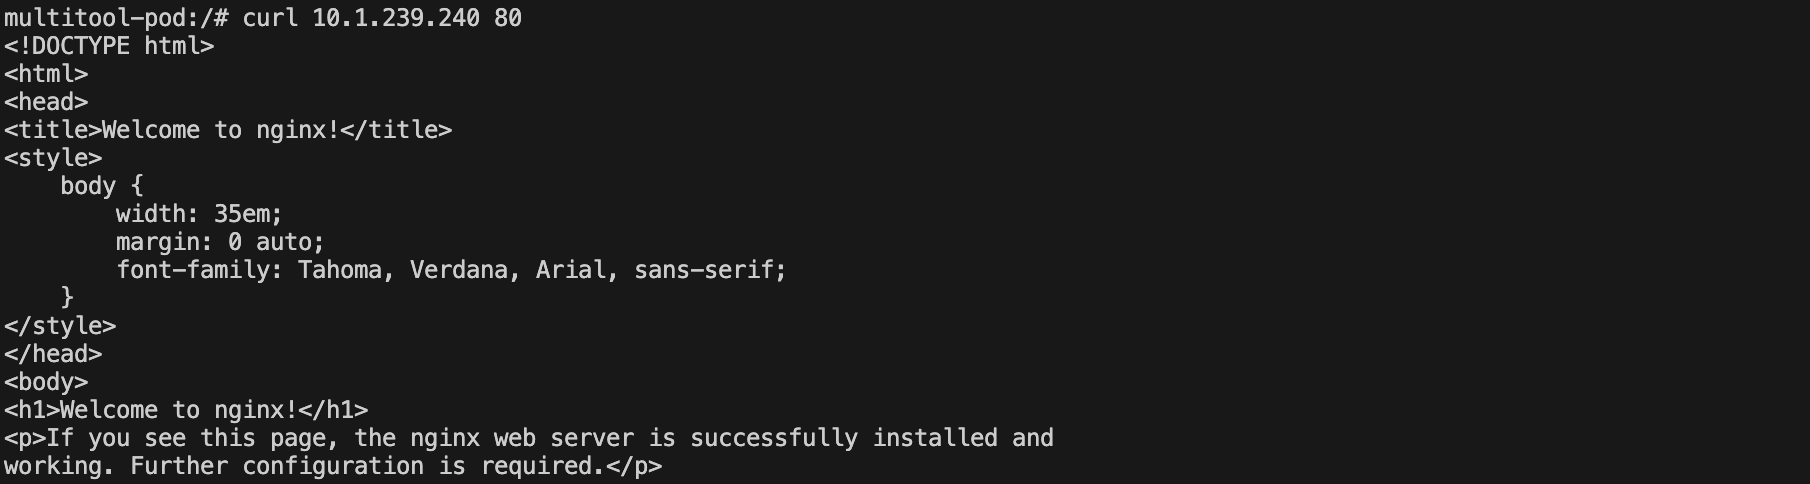 multitool-pod:/# curl 10.1.239.240 80
<!DOCTYPE html>
<html>
<head>
<title>Welcome to nginx!</title>
<style>
    body {
        width: 35em;
        margin: 0 auto;
        font-family: Tahoma, Verdana, Arial, sans-serif;
    }
</style>
</head>
<body>
<h1>Welcome to nginx!</h1>
<p>If you see this page, the nginx web server is successfully installed and
working. Further configuration is required.</p>